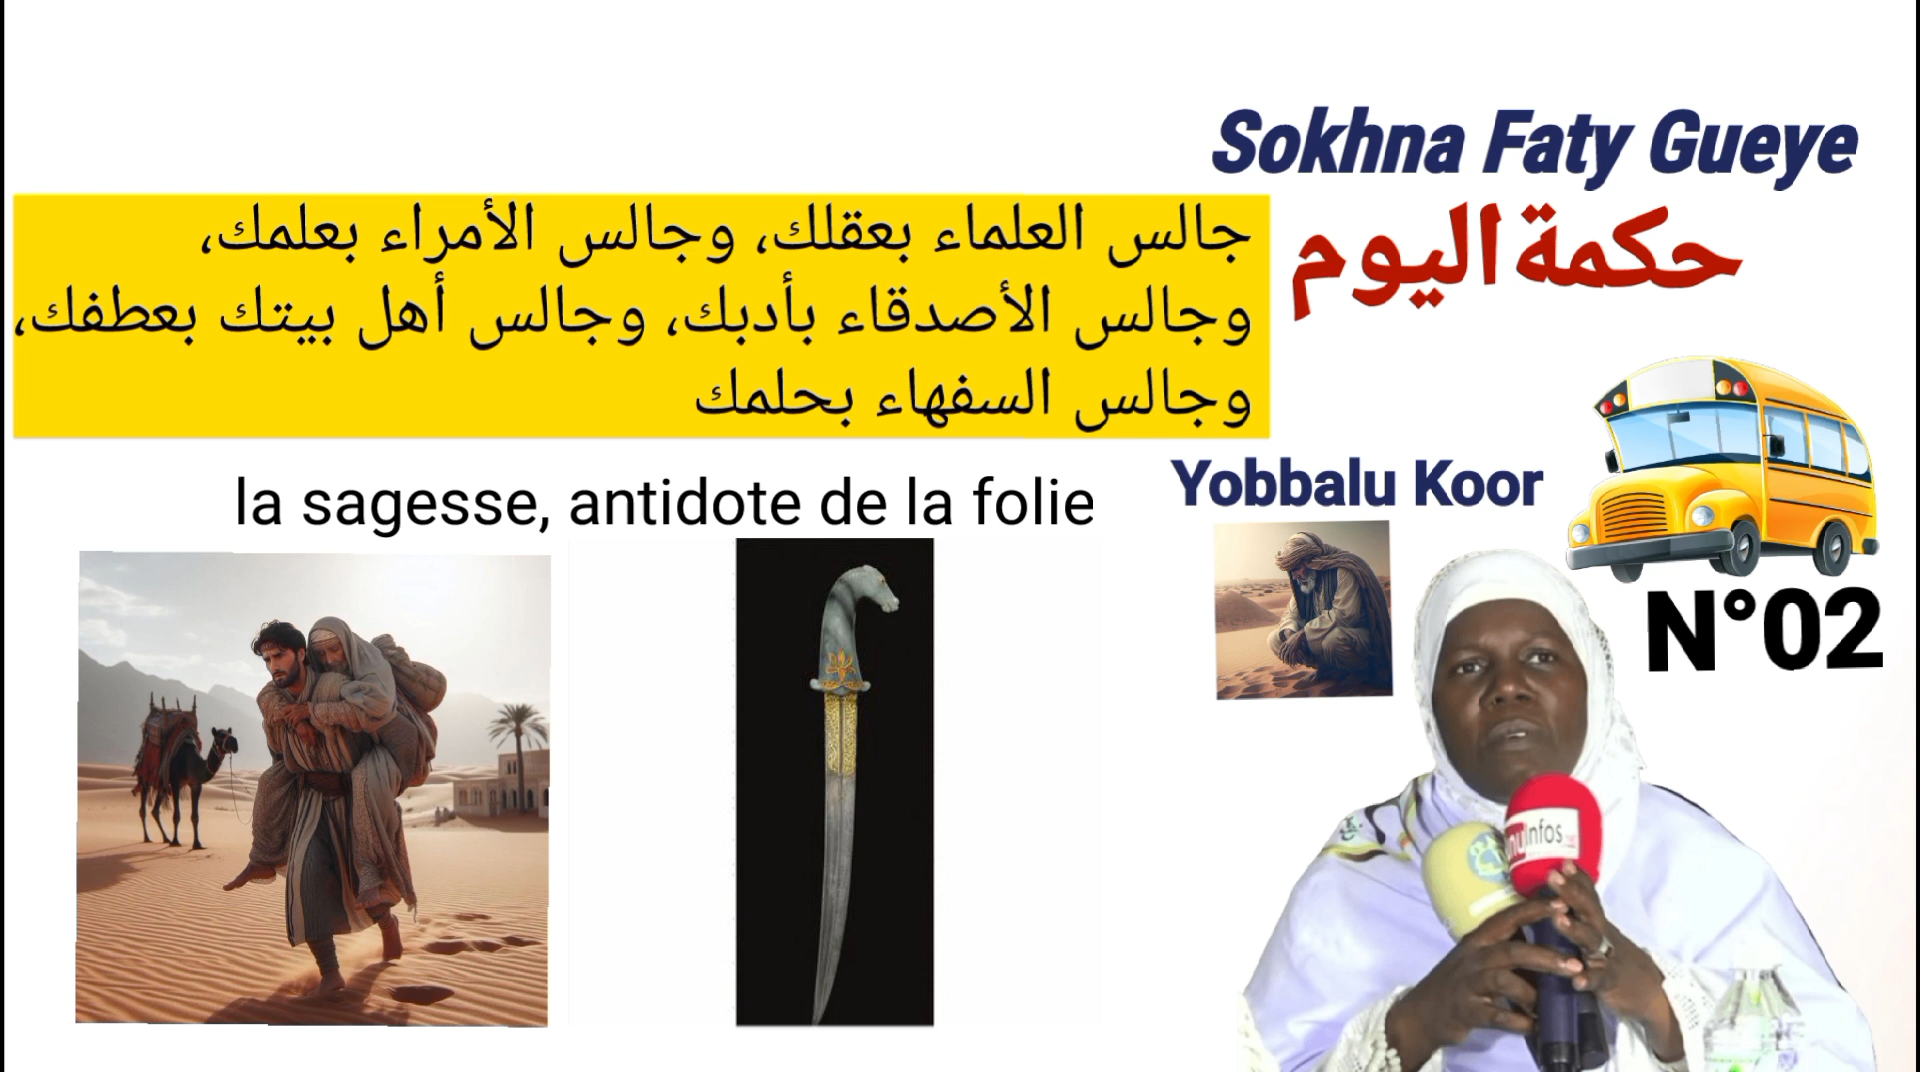 Sokhna Faty Gueye
حكمة اليوم
جالس العلماء بعقلك، وجالس الأمراء بعلمك،
وجالس الأصدقاء بأدبك، وجالس أهل بيتك بعطفك،
وجالس السفهاء بحلمك
la sagesse, antidote de la folie
Yobbalu Koor
N°02